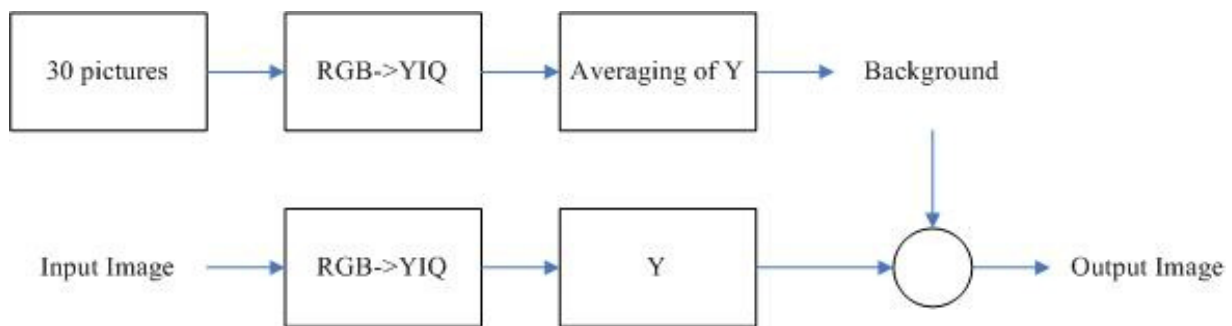 30 pictures
RGB->YIQ
Averaging of Y
Background
Input Image
RGB->YIQ
Y
Output Image